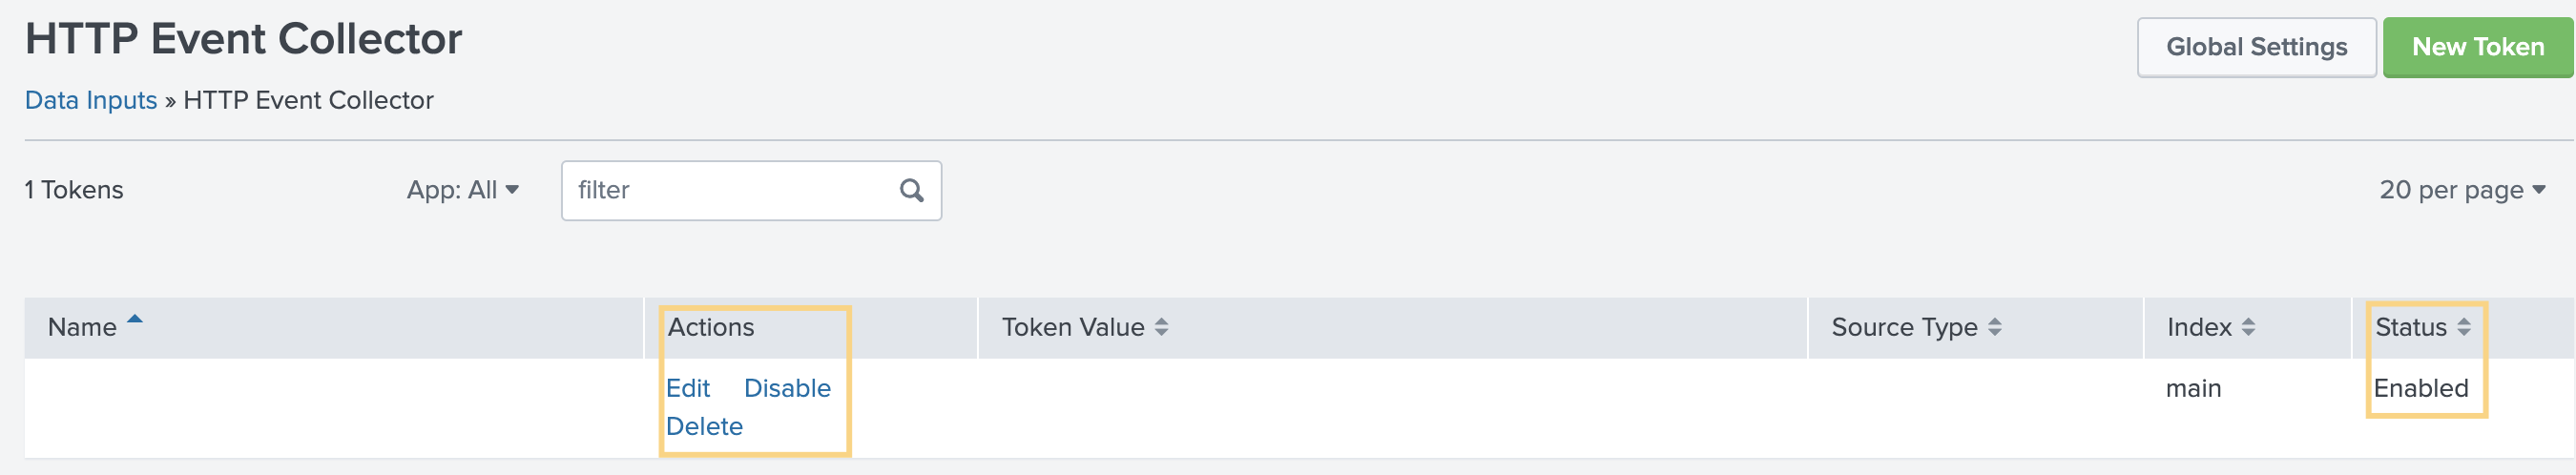 HTTP Event Collector
Global Settings
New Token
Data Inputs » HTTP Event Collector
1 Tokens
App: All
filter
20 per page
Name
Actions
Token Value
Source Type
Index
Status
Edit Disable
main
Enabled
Delete